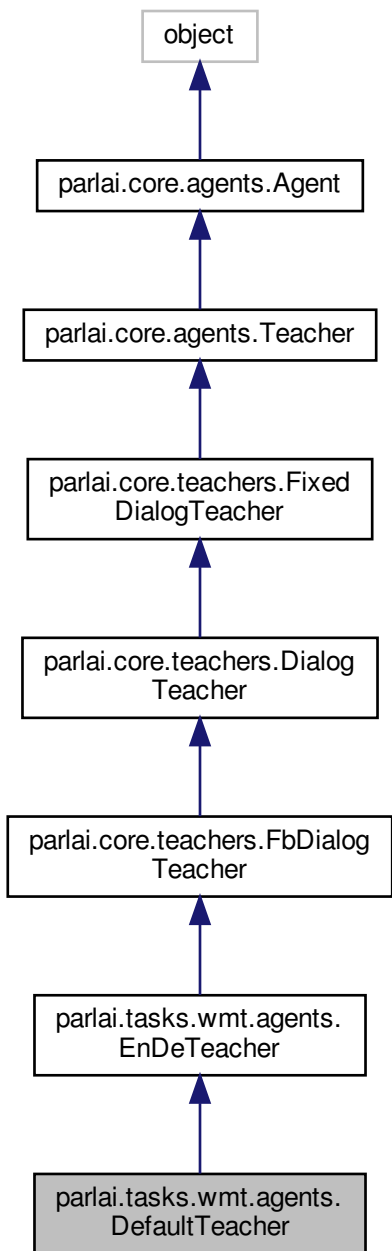 object
parlai.core.agents.Agent
parlai.core.agents.Teacher
parlai.core.teachers.Fixed
DialogTeacher
parlai.core.teachers.Dialog
Teacher
parlai.core.teachers.FbDialog
Teacher
parlai.tasks.wmt.agents.
EnDeTeacher
parlai.tasks.wmt.agents.
DefaultTeacher